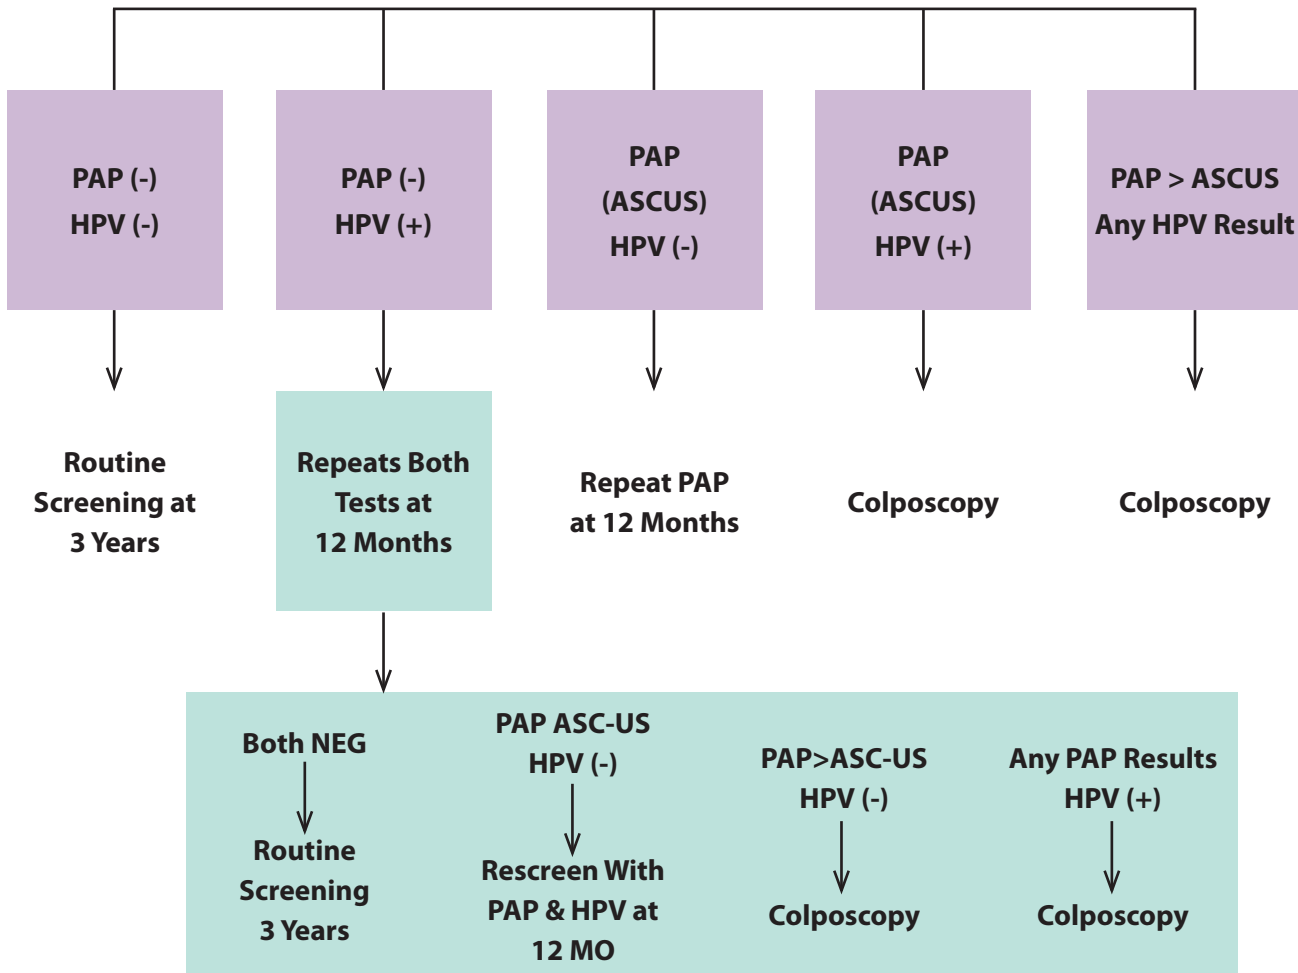 PAP (-)
HPV (-)
PAP (-)
HPV (+)
PAP
(ASCUS)
HPV (-)
PAP
(ASCUS)
HPV (+)
PAP > ASCUS
Any HPV Result
Routine
Screening at
3 Years
Repeats Both
Tests at
12 Months
Repeat PAP
at 12 Months
Colposcopy
Colposcopy
Both NEG
Routine
Screening
3 Years
PAP ASC-US
HPV (-)
Rescreen With
PAP & HPV at
12 MO
PAP>ASC-US
HPV (-)
Colposcopy
Any PAP Results
HPV (+)
Colposcopy